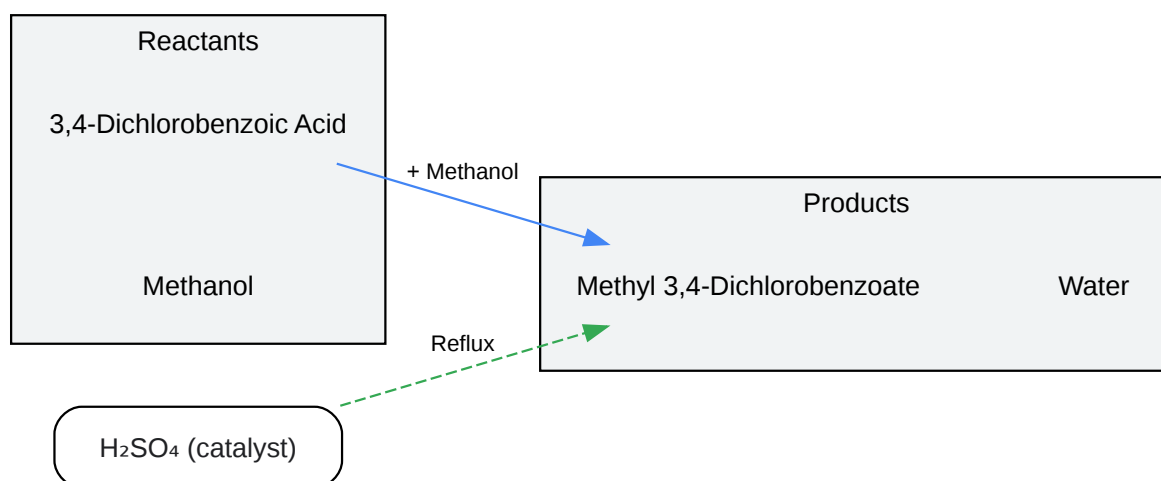 Reactants
3,4-Dichlorobenzoic Acid
+ Methanol
Products
Methanol
Methyl 3,4-Dichlorobenzoate
Water
Reflux
H₂SO₄ (catalyst)